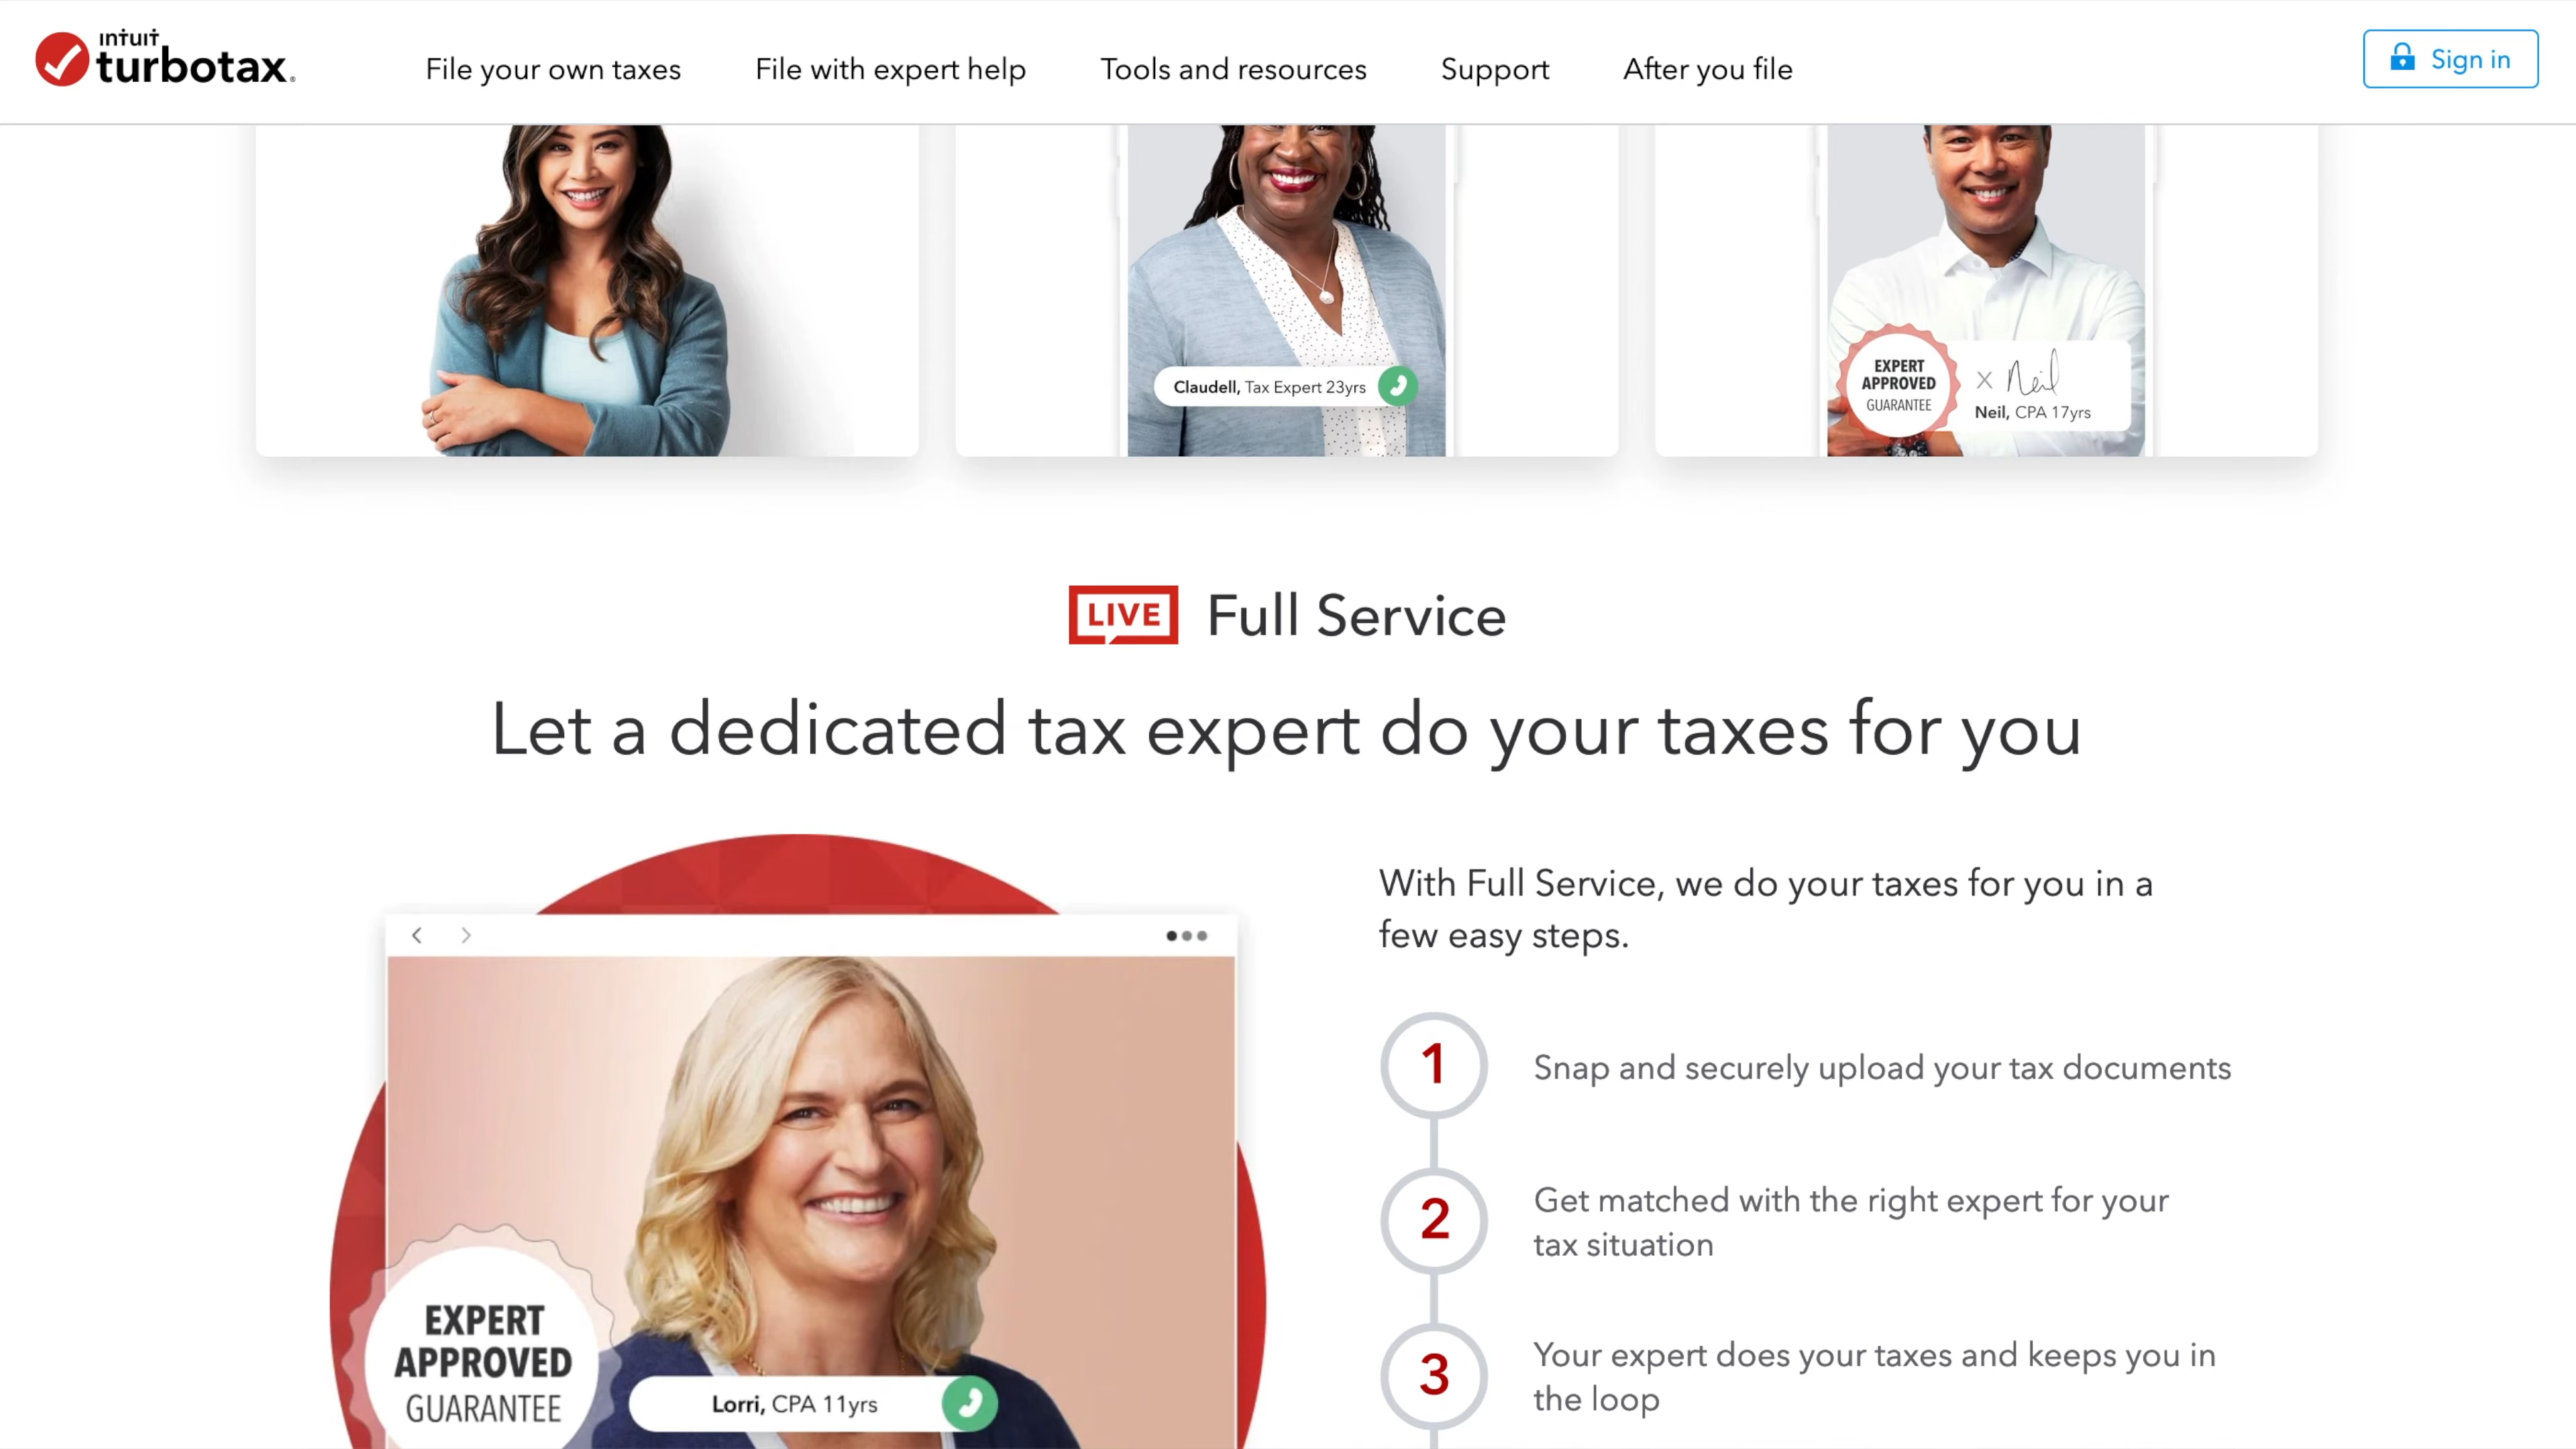 intuit
turbotax.
File your own taxes
File with expert help
Tools and resources
Support
After you file
Sign in
Claudell, Tax Expert 23yrs
EXPERT
APPROVED
GUARANTEE
X Neil
Neil, CPA 17yrs
LIVE Full Service
Let a dedicated tax expert do your taxes for you
With Full Service, we do your taxes for you in a
few easy steps.
1 Snap and securely upload your tax documents
2 Get matched with the right expert for your
tax situation
3 Your expert does your taxes and keeps you in
the loop
EXPERT
APPROVED
GUARANTEE
Lorri, CPA 11yrs